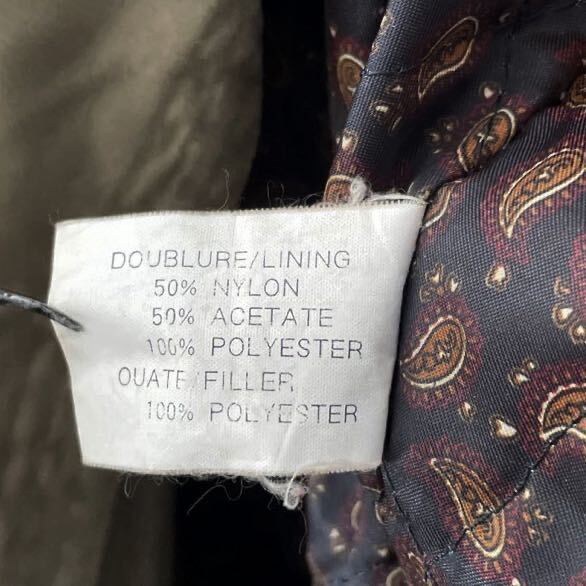 DOUBLURE/LINING
50% NYLON
50% ACETATE
100% POLYESTER
OUATE/FILLER
100% POLYESTER